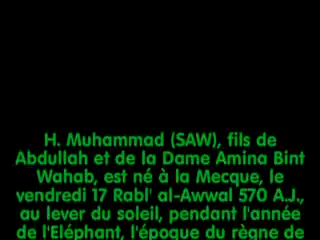 H. Muhammad (SAW), fils de
Abdullah et de la Dame Amina Bint
Wahab, est né à la Mecque, le
vendredi 17 Rabl' al-Awwal 570 A.J.,
au lever du soleil, pendant l'année
de l'Eléphant, l'époque du règne de